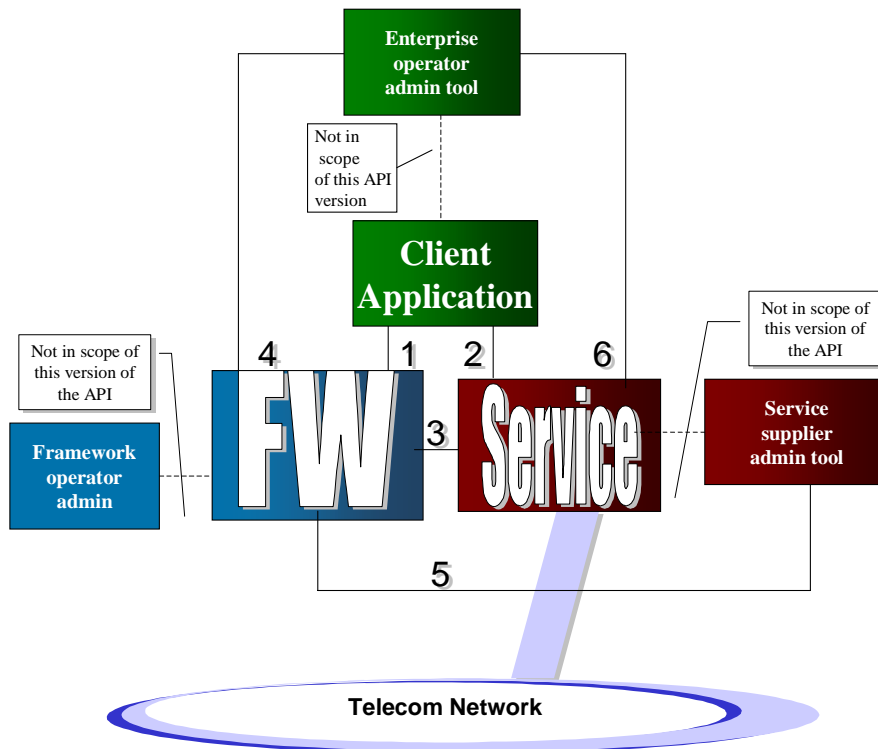 Enterprise
operator
admin tool
Not in
scope
of this API
version
Client
Application
Not in scope of
this version of
the API
Not in scope of
this version of
the API
4
1
2
6
FW
3
Service
Service
supplier
admin tool
Framework
operator
admin
5
Telecom Network